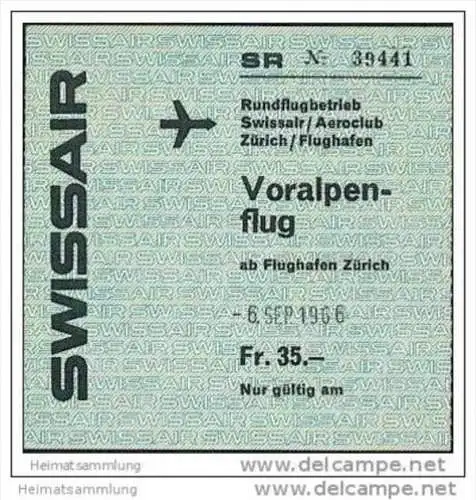 SWISSAIR
SR № 39441
Rundflugbetrieb
Swissair/Aeroclub
Zürich/Flughafen
Voralpen-
flug
ab Flughafen Zürich
-6. SEP 1966
Fr. 35.—
Nur gültig am
Heimatsammlung
www.delcampe.net
Heimatsammlung
www.delcampe.net